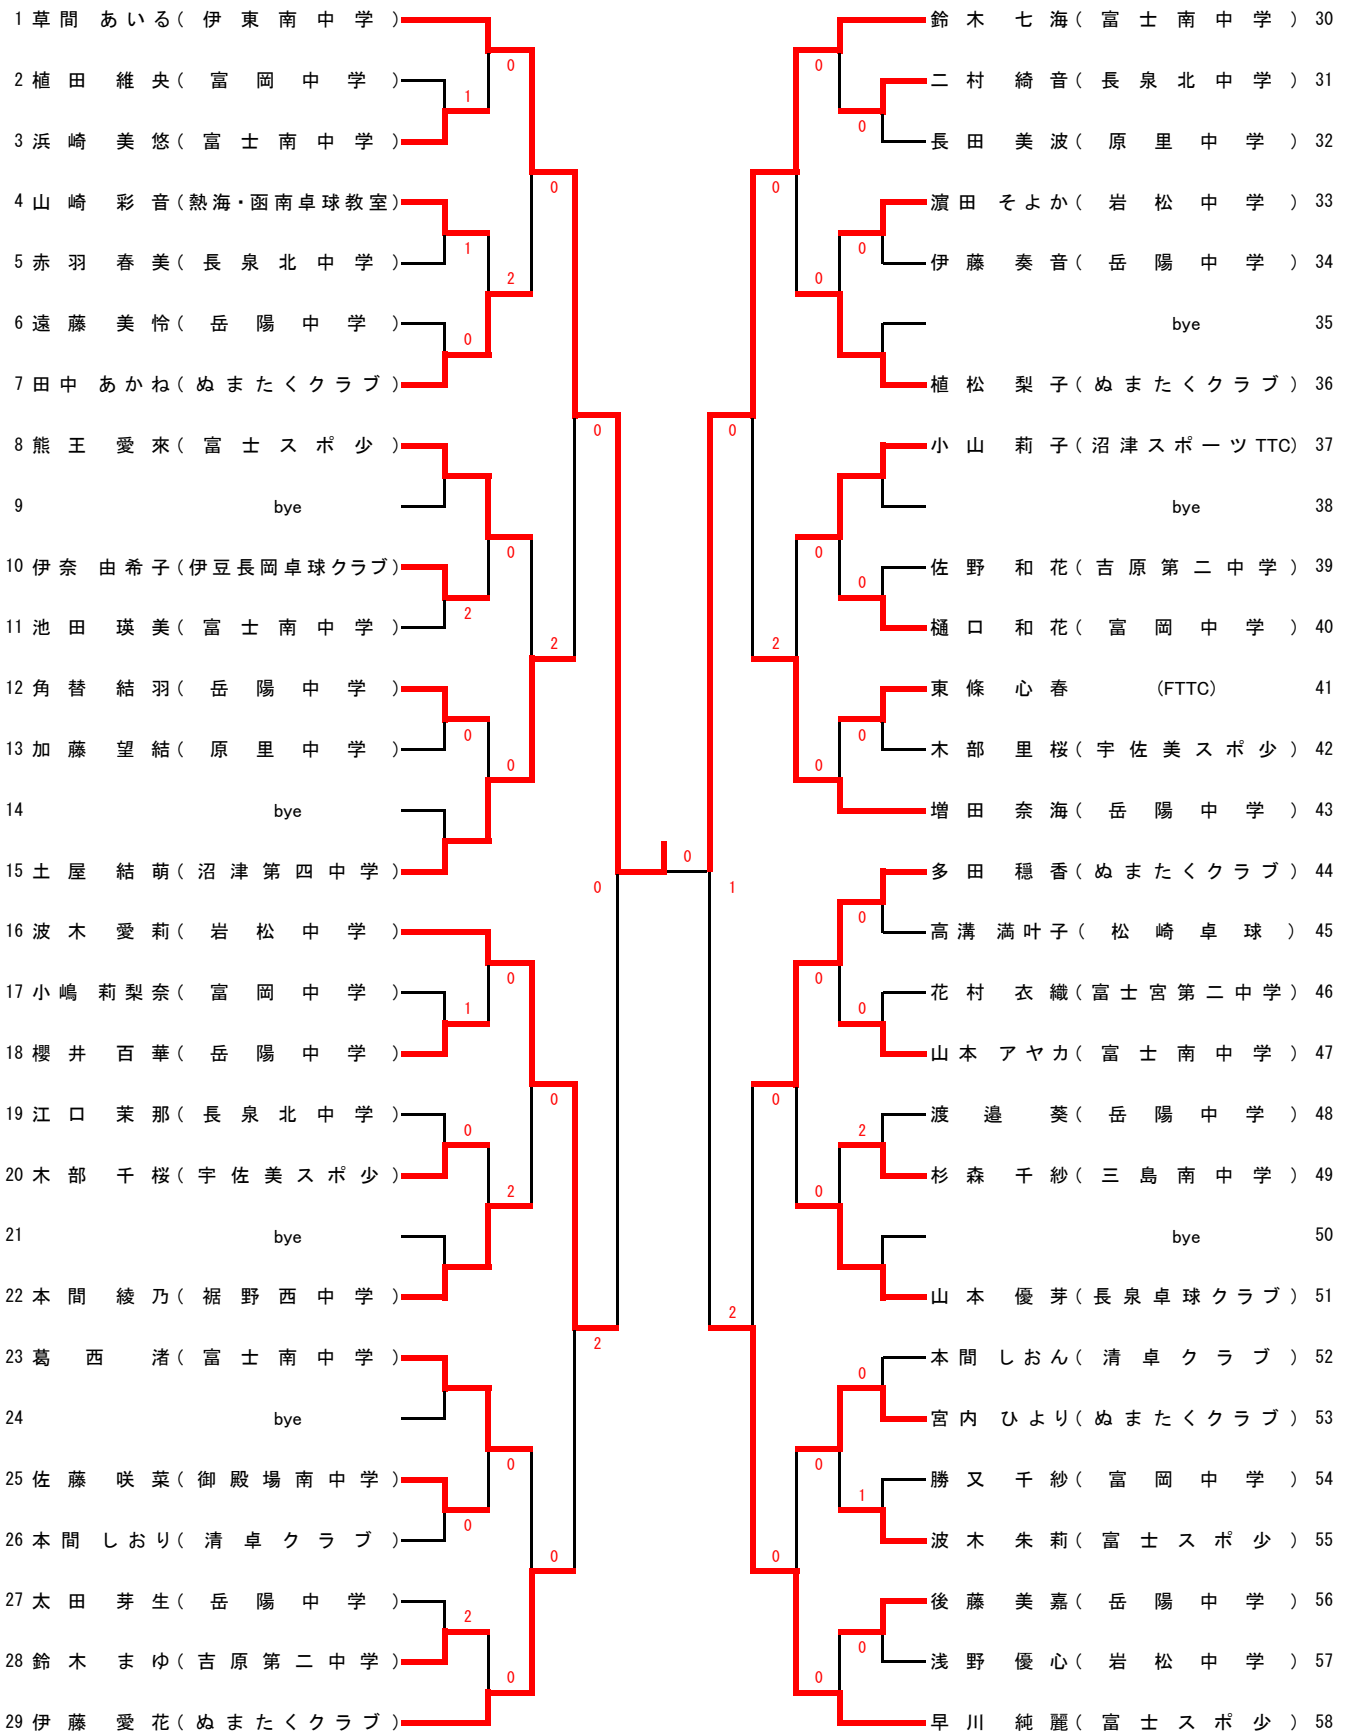 1 草間 あいる ( 伊東南中学 )
0
2 植田 維央 ( 富岡中学 )
1
3 浜崎 美悠 ( 富士南中学 )
0
4 山崎 彩音 (熱海・函南卓球教室)
1
5 赤羽 春美 ( 長泉北中学 )
2
6 遠藤 美怜 ( 岳陽中学 )
0
7 田中 あかね ( ぬまたくクラブ )
0
8 熊王 愛來 ( 富士スポ少 )
9 bye
0
10 伊奈 由希子 (伊豆長岡卓球クラブ)
2
11 池田 瑛美 ( 富士南中学 )
2
12 角替 結羽 ( 岳陽中学 )
0
13 加藤 望結 ( 原里中学 )
0
14 bye
15 土屋 結萌 ( 沼津第四中学 )
0
16 波木 愛莉 ( 岩松中学 )
0
17 小嶋 莉梨奈 ( 富岡中学 )
1
18 櫻井 百華 ( 岳陽中学 )
0
19 江口 茉那 ( 長泉北中学 )
0
20 木部 千桜 ( 宇佐美スポ少 )
2
21 bye
22 本間 綾乃 ( 裾野西中学 )
2
23 葛西 渚 ( 富士南中学 )
24 bye
0
25 佐藤 咲菜 ( 御殿場南中学 )
0
26 本間 しおり ( 清卓クラブ )
0
27 太田 芽生 ( 岳陽中学 )
2
28 鈴木 まゆ ( 吉原第二中学 )
0
29 伊藤 愛花 ( ぬまたくクラブ )
0
鈴木 七海 ( 富士南中学 ) 30
0
二村 綺音 ( 長泉北中学 ) 31
0
長田 美波 ( 原里中学 ) 32
0
濵田 そよか ( 岩松中学 ) 33
0
伊藤 奏音 ( 岳陽中学 ) 34
0
bye 35
植松 梨子 ( ぬまたくクラブ ) 36
0
小山 莉子 ( 沼津スポーツTTC) 37
bye 38
0
佐野 和花 ( 吉原第二中学 ) 39
0
樋口 和花 ( 富岡中学 ) 40
2
東條 心春 (FTTC) 41
0
木部 里桜 ( 宇佐美スポ少 ) 42
0
増田 奈海 ( 岳陽中学 ) 43
多田 穏香 ( ぬまたくクラブ ) 44
1
0
高溝 満叶子 ( 松崎卓球 ) 45
0
花村 衣織 ( 富士宮第二中学 ) 46
0
山本 アヤカ ( 富士南中学 ) 47
0
渡邉 葵 ( 岳陽中学 ) 48
2
杉森 千紗 ( 三島南中学 ) 49
0
bye 50
山本 優芽 ( 長泉卓球クラブ ) 51
2
本間 しおん ( 清卓クラブ ) 52
0
宮内 ひより ( ぬまたくクラブ ) 53
0
勝又 千紗 ( 富岡中学 ) 54
1
波木 朱莉 ( 富士スポ少 ) 55
0
後藤 美嘉 ( 岳陽中学 ) 56
0
浅野 優心 ( 岩松中学 ) 57
0
早川 純麗 ( 富士スポ少 ) 58